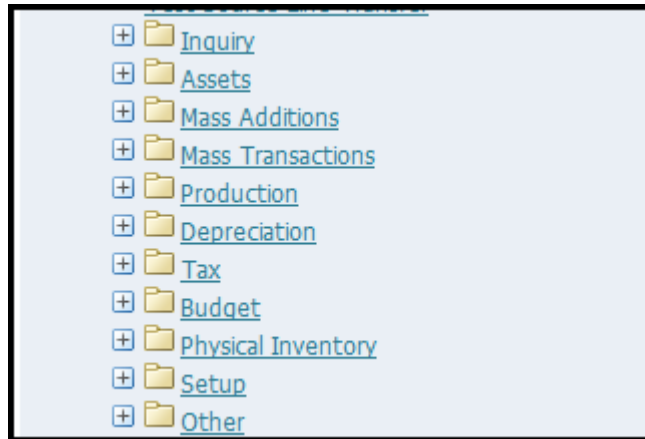 Inquiry
Assets
Mass Additions
Mass Transactions
Production
Depreciation
Tax
Budget
Physical Inventory
Setup
Other